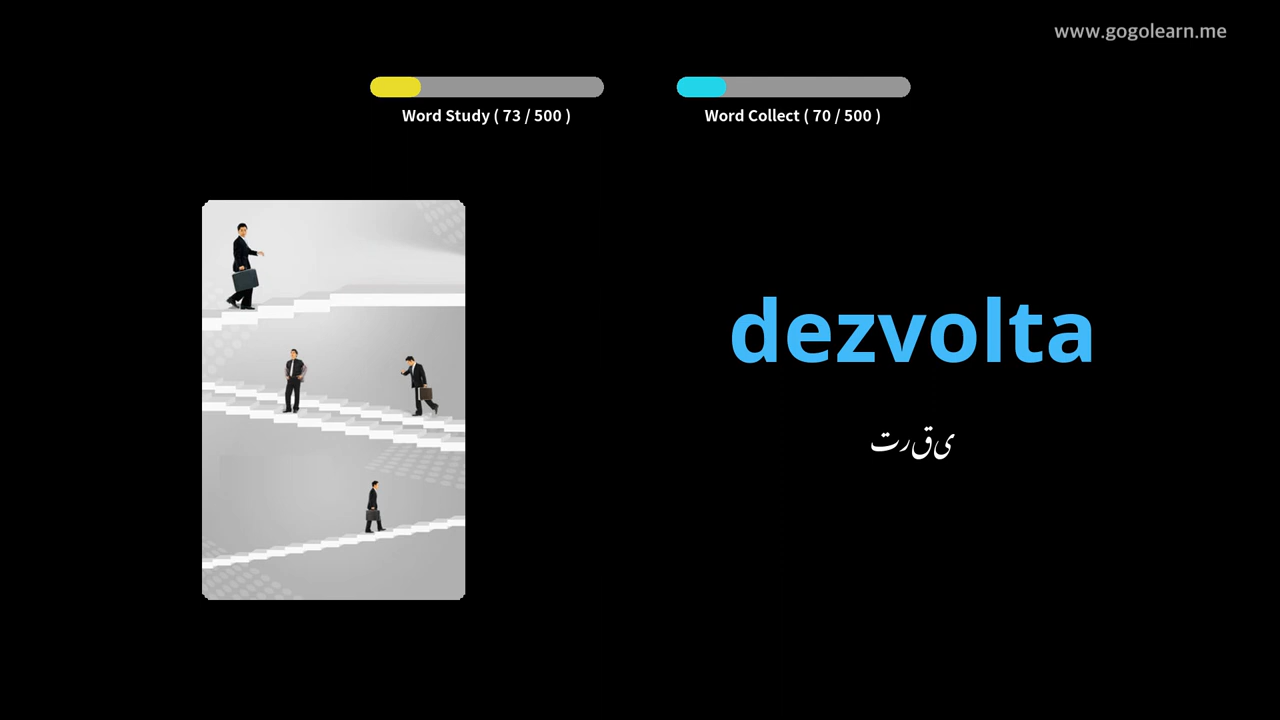 www.gogolearn.me
Word Study ( 73 / 500 )
Word Collect ( 70 / 500 )
dezvolta
ترقی